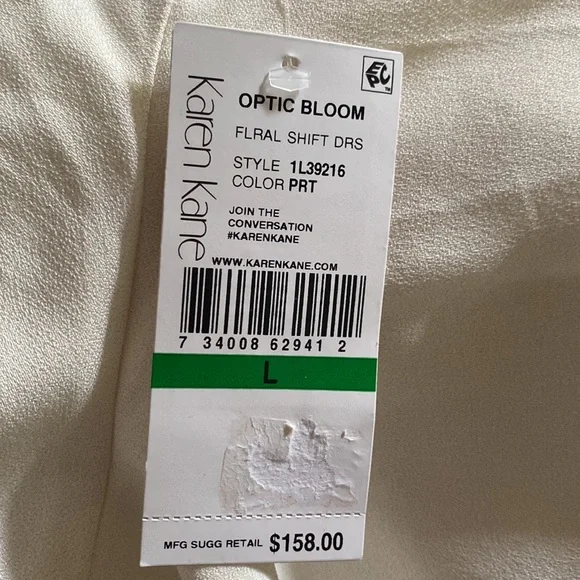 Karen Kane
EPC™
OPTIC BLOOM
FLRAL SHIFT DRS
STYLE 1L39216
COLOR PRT
JOIN THE
CONVERSATION
#KARENKANE
WWW.KARENKANE.COM
7 34008 62941 2
L
MFG SUGG RETAIL $158.00